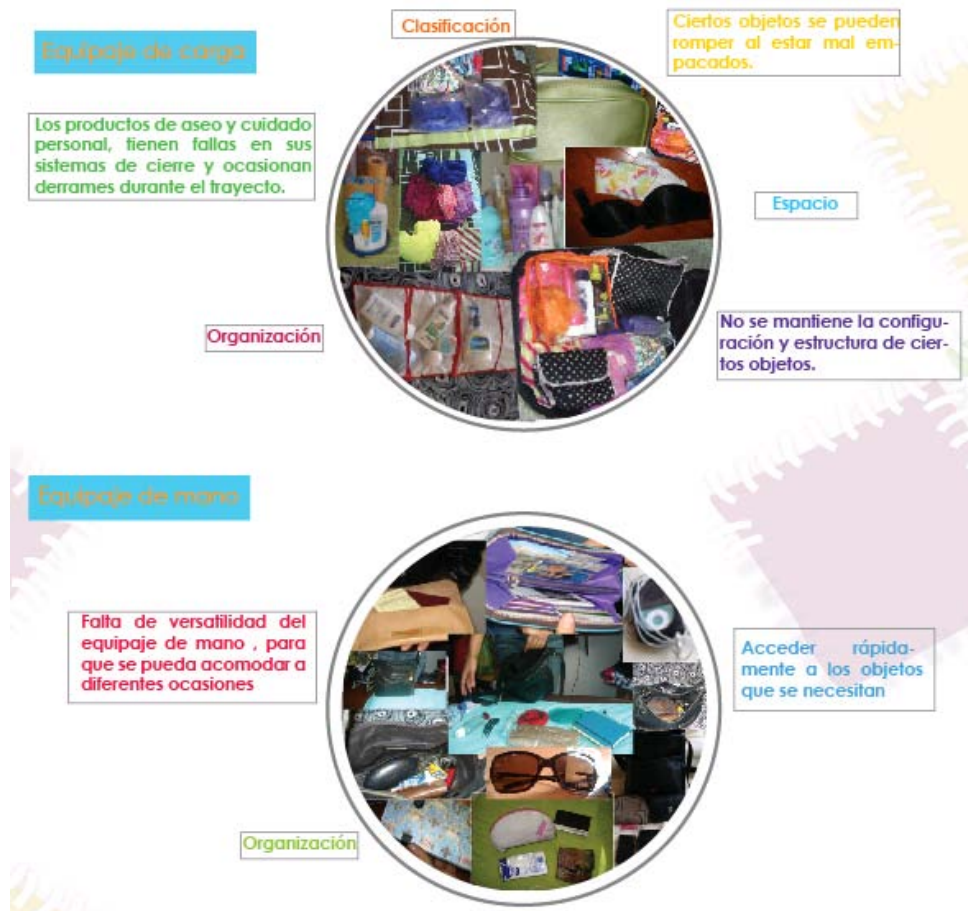 Equipaje de carga
Clasificación
Ciertos objetos se pueden
romper al estar mal em-
pacados.
Los productos de aseo y cuidado
personal, tienen fallas en sus
sistemas de cierre y ocasionan
derrames durante el trayecto.
Espacio
Organización
No se mantiene la configu-
ración y estructura de cier-
tos objetos.
Equipaje de mano
Falta de versatilidad del
equipaje de mano , para
que se pueda acomodar a
diferentes ocasiones
Acceder rápida-
mente a los objetos
que se necesitan
Organización